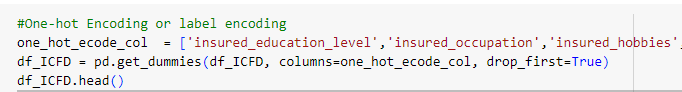 #One-hot Encoding or label encoding
one_hot_ecode_col  = ['insured_education_level','insured_occupation','insured_hobbies',
df_ICFD = pd.get_dummies(df_ICFD, columns=one_hot_ecode_col, drop_first=True)
df_ICFD.head()